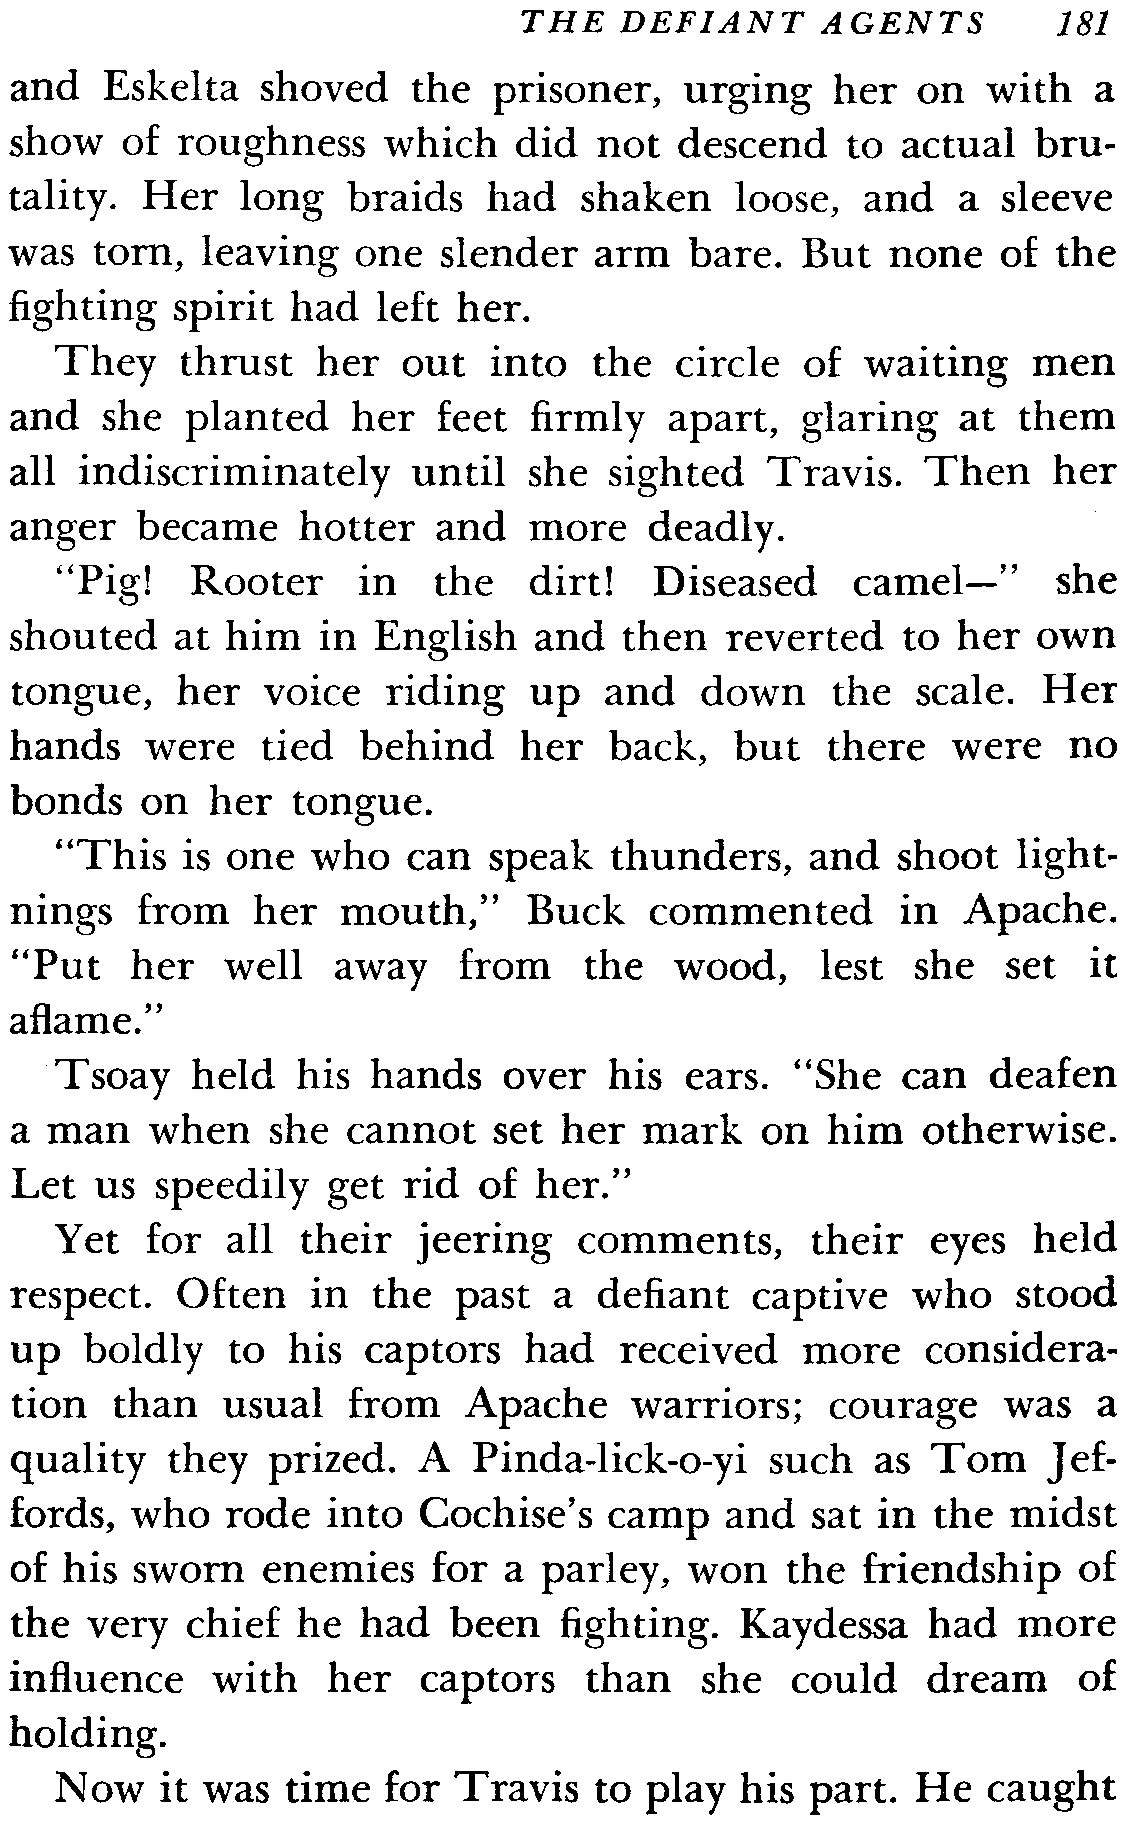 THE DEFIANT AGENTS 181
and Eskelta shoved the prisoner, urging her on with a
show of roughness which did not descend to actual bru-
tality. Her long braids had shaken loose, and a sleeve
was torn, leaving one slender arm bare. But none of the
fighting spirit had left her.
They thrust her out into the circle of waiting men
and she planted her feet firmly apart, glaring at them
all indiscriminately until she sighted Travis. Then her
anger became hotter and more deadly.
"Pig! Rooter in the dirt! Diseased camel—" she
shouted at him in English and then reverted to her own
tongue, her voice riding up and down the scale. Her
hands were tied behind her back, but there were no
bonds on her tongue.
"This is one who can speak thunders, and shoot light-
nings from her mouth," Buck commented in Apache.
"Put her well away from the wood, lest she set it
aflame."
Tsoay held his hands over his ears. "She can deafen
a man when she cannot set her mark on him otherwise.
Let us speedily get rid of her."
Yet for all their jeering comments, their eyes held
respect. Often in the past a defiant captive who stood
up boldly to his captors had received more considera-
tion than usual from Apache warriors; courage was a
quality they prized. A Pinda-lick-o-yi such as Tom Jef-
fords, who rode into Cochise's camp and sat in the midst
of his sworn enemies for a parley, won the friendship of
the very chief he had been fighting. Kaydessa had more
influence with her captors than she could dream of
holding.
Now it was time for Travis to play his part. He caught